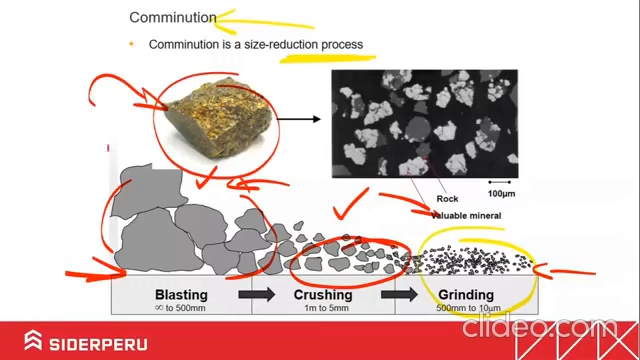 Comminution
• Comminution is a size-reduction process
Rock
100µm
Valuable mineral
Blasting
Crushing
Grinding
∞ to 500mm
1m to 5mm
500mm to 10µm
clideo.com
SIDERPERU